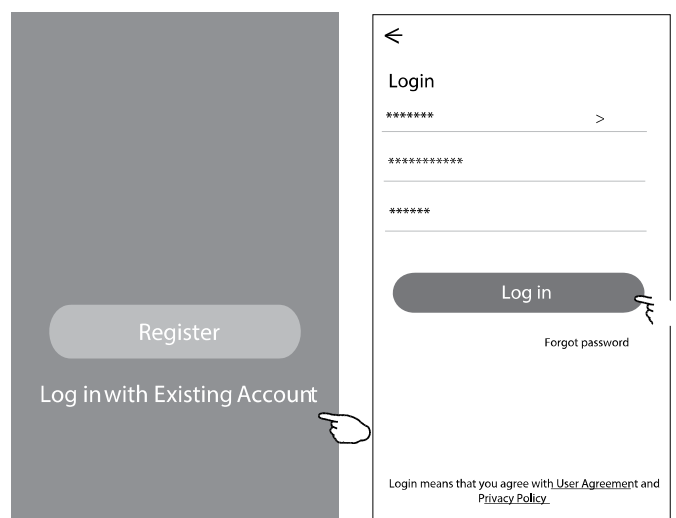 Register
Log in with Existing Account
Login
******* >
***********
******
Log in
Forgot password
Login means that you agree with User Agreement and
Privacy Policy